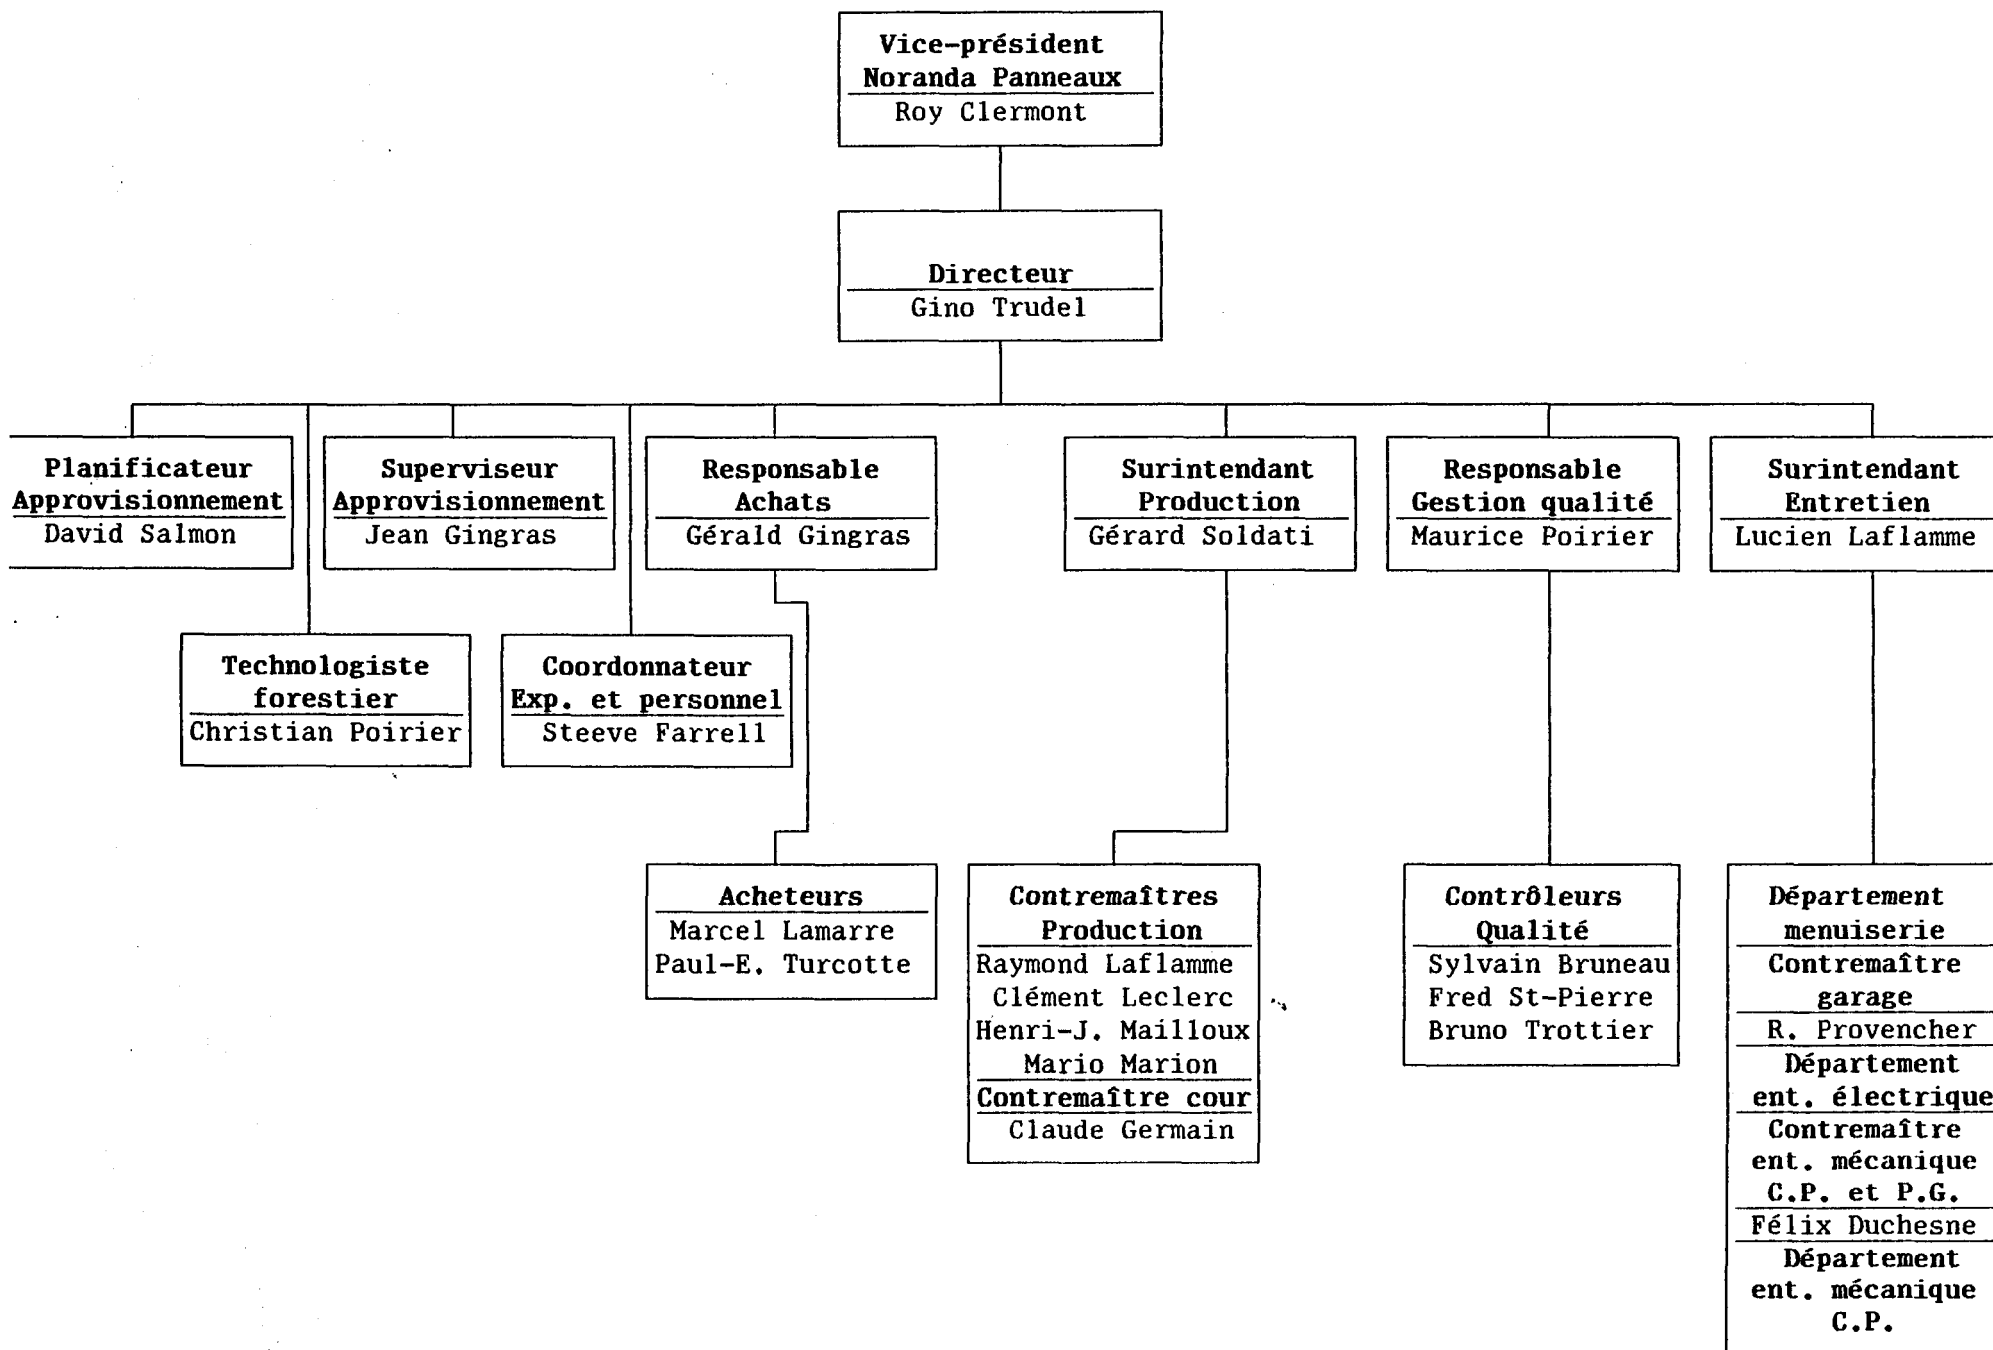 Vice-président
Noranda Panneaux
Roy Clermont
Directeur
Gino Trudel
Planificateur
Approvisionnement
David Salmon
Superviseur
Approvisionnement
Jean Gingras
Responsable
Achats
Gérald Gingras
Surintendant
Production
Gérard Soldati
Responsable
Gestion qualité
Maurice Poirier
Surintendant
Entretien
Lucien Laflamme
Technologiste
forestier
Christian Poirier
Coordonnateur
Exp. et personnel
Steeve Farrell
Acheteurs
Marcel Lamarre
Paul-E. Turcotte
Contremaîtres
Production
Raymond Laflamme
Clément Leclerc
Henri-J. Mailloux
Mario Marion
Contremaître cour
Claude Germain
Contrôleurs
Qualité
Sylvain Bruneau
Fred St-Pierre
Bruno Trottier
Département
menuiserie
Contremaître
garage
R. Provencher
Département
ent. électrique
Contremaître
ent. mécanique
C.P. et P.G.
Félix Duchesne
Département
ent. mécanique
C.P.